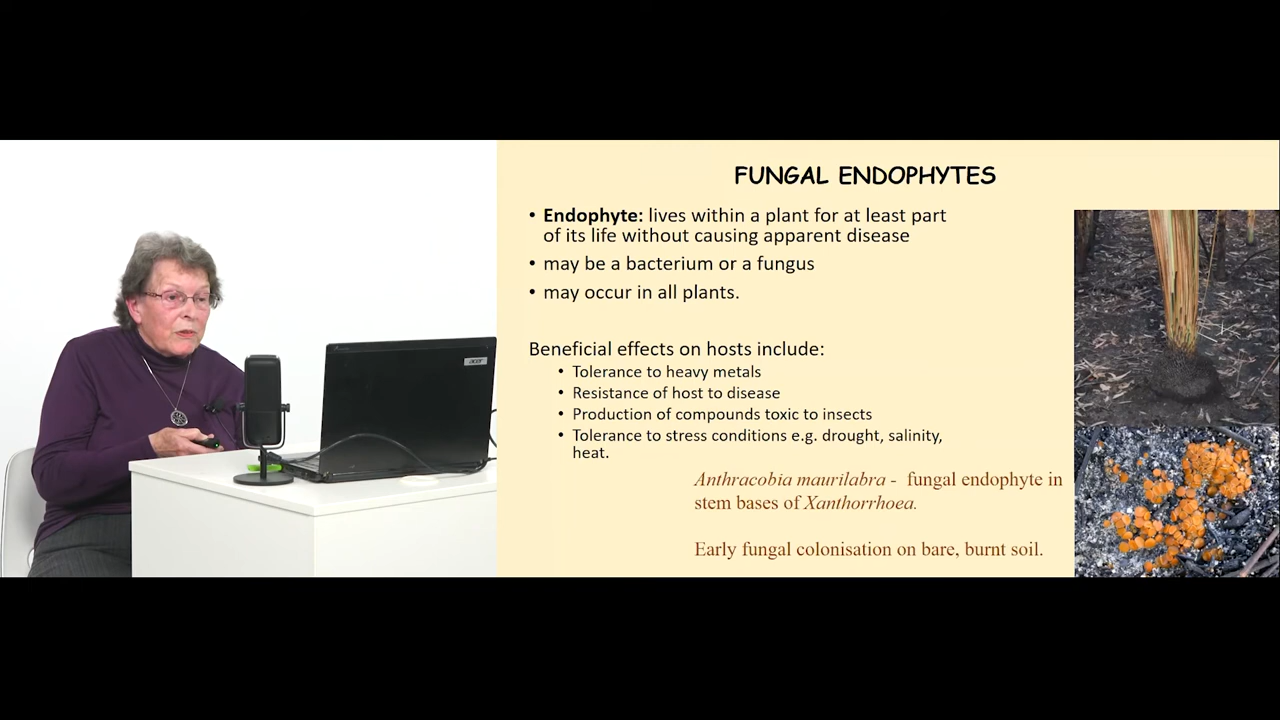 FUNGAL ENDOPHYTES
• Endophyte: lives within a plant for at least part
of its life without causing apparent disease
• may be a bacterium or a fungus
• may occur in all plants.
Beneficial effects on hosts include:
• Tolerance to heavy metals
• Resistance of host to disease
• Production of compounds toxic to insects
• Tolerance to stress conditions e.g. drought, salinity,
heat.
Anthracobia maurilabra - fungal endophyte in
stem bases of Xanthorrhoea.
Early fungal colonisation on bare, burnt soil.
acer